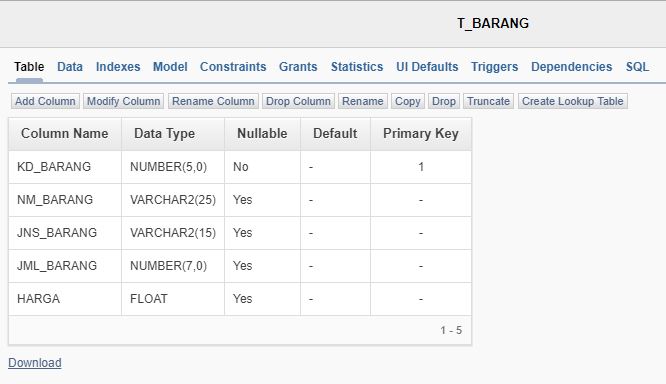 T_BARANG
Table Data Indexes Model Constraints Grants Statistics UI Defaults Triggers Dependencies SQL
Add Column Modify Column Rename Column Drop Column Rename Copy Drop Truncate Create Lookup Table
Column Name Data Type Nullable Default Primary Key
KD_BARANG NUMBER(5,0) No - 1
NM_BARANG VARCHAR2(25) Yes - -
JNS_BARANG VARCHAR2(15) Yes - -
JML_BARANG NUMBER(7,0) Yes - -
HARGA FLOAT Yes - -
1 - 5
Download